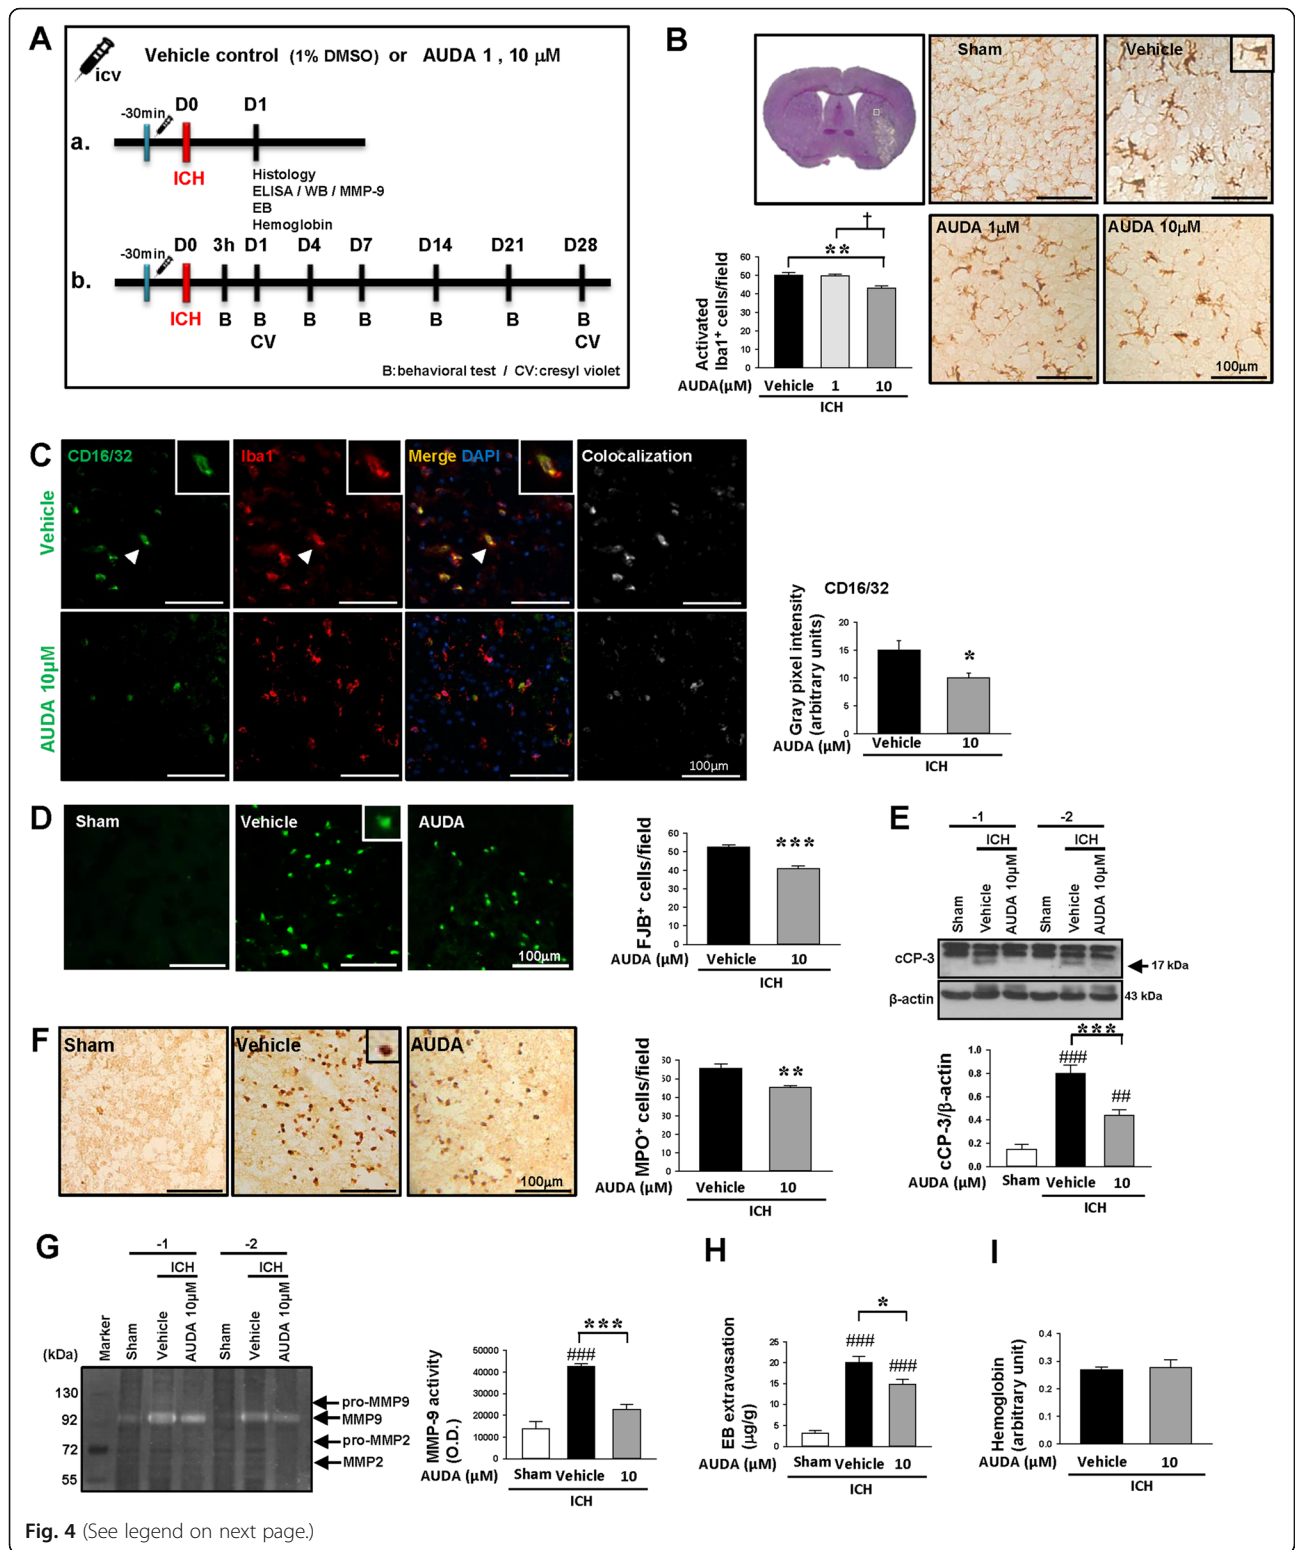 A
Vehicle control (1% DMSO) or AUDA 1 , 10 µM
icv
-30min D0 D1
a.
ICH
Histology
ELISA / WB / MMP-9
EB
Hemoglobin
-30min D0 3h D1 D4 D7 D14 D21 D28
b.
ICH B B B B B B B
CV CV
B:behavioral test / CV:cresyl violet
B
Sham
Vehicle
AUDA 1µM
AUDA 10µM
100µm
†
**
Activated
Iba1+ cells/field
60
50
40
30
20
10
0
AUDA(µM) Vehicle 1 10
ICH
C
CD16/32
Iba1
Merge DAPI
Colocalization
Vehicle
AUDA 10µM
100µm
CD16/32
Gray pixel intensity
(arbitrary units)
20
15
10
5
0
*
AUDA (µM) Vehicle 10
ICH
D
Sham
Vehicle
AUDA
100µm
FJB+ cells/field
60
50
40
30
20
10
0
***
AUDA (µM) Vehicle 10
ICH
E
-1 -2
ICH ICH
Sham Vehicle AUDA 10µM Sham Vehicle AUDA 10µM
cCP-3
17 kDa
β-actin
43 kDa
cCP-3/β-actin
1.0
0.8
0.6
0.4
0.2
0.0
***
###
##
AUDA (µM) Sham Vehicle 10
ICH
F
Sham
Vehicle
AUDA
100µm
MPO+ cells/field
40
30
20
10
0
**
AUDA (µM) Vehicle 10
ICH
G
-1 -2
ICH ICH
Marker Sham Vehicle AUDA 10µM Sham Vehicle AUDA 10µM
(kDa)
130
92
72
55
pro-MMP9
MMP9
pro-MMP2
MMP2
MMP-9 activity
(O.D.)
50000
40000
30000
20000
10000
0
***
###
AUDA (µM) Sham Vehicle 10
ICH
H
EB extravasation
(µg/g)
25
20
15
10
5
0
*
###
###
AUDA (µM) Sham Vehicle 10
ICH
I
Hemoglobin
(arbitrary unit)
0.4
0.3
0.2
0.1
0.0
AUDA (µM) Vehicle 10
ICH
Fig. 4 (See legend on next page.)